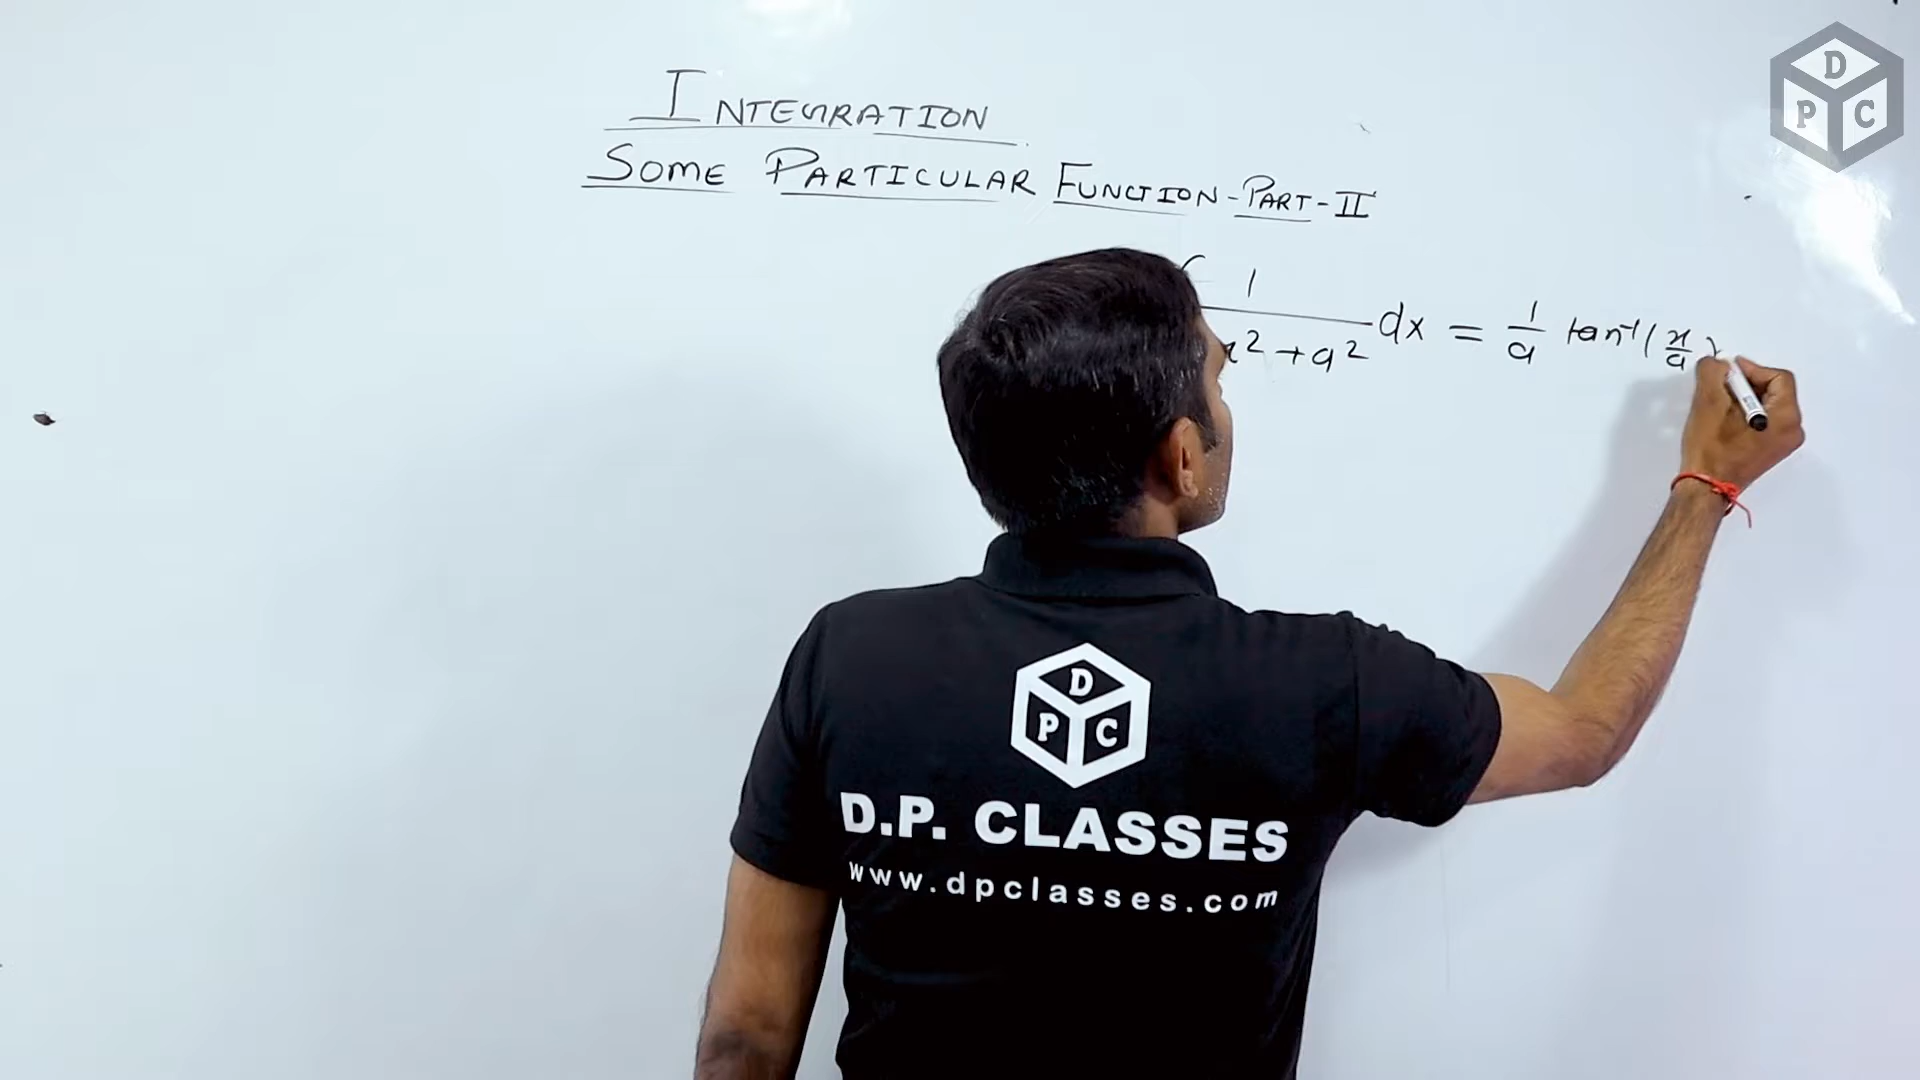 INTEGRATION
SOME PARTICULAR FUNCTION - PART - II
∫ 1/(x² + a²) dx = 1/a tan⁻¹(x/a)
D P C
D P C
D.P. CLASSES
www.dpclasses.com